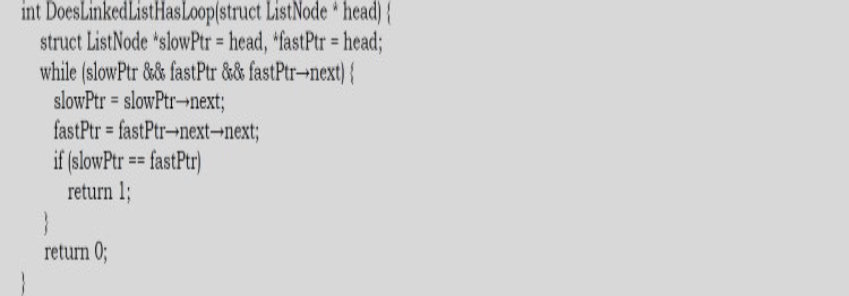 int DoesLinkedListHasLoop(struct ListNode * head) {
struct ListNode *slowPtr = head, *fastPtr = head;
while (slowPtr && fastPtr && fastPtr→next) {
slowPtr = slowPtr→next;
fastPtr = fastPtr→next→next;
if (slowPtr == fastPtr)
return 1;
}
return 0;
}